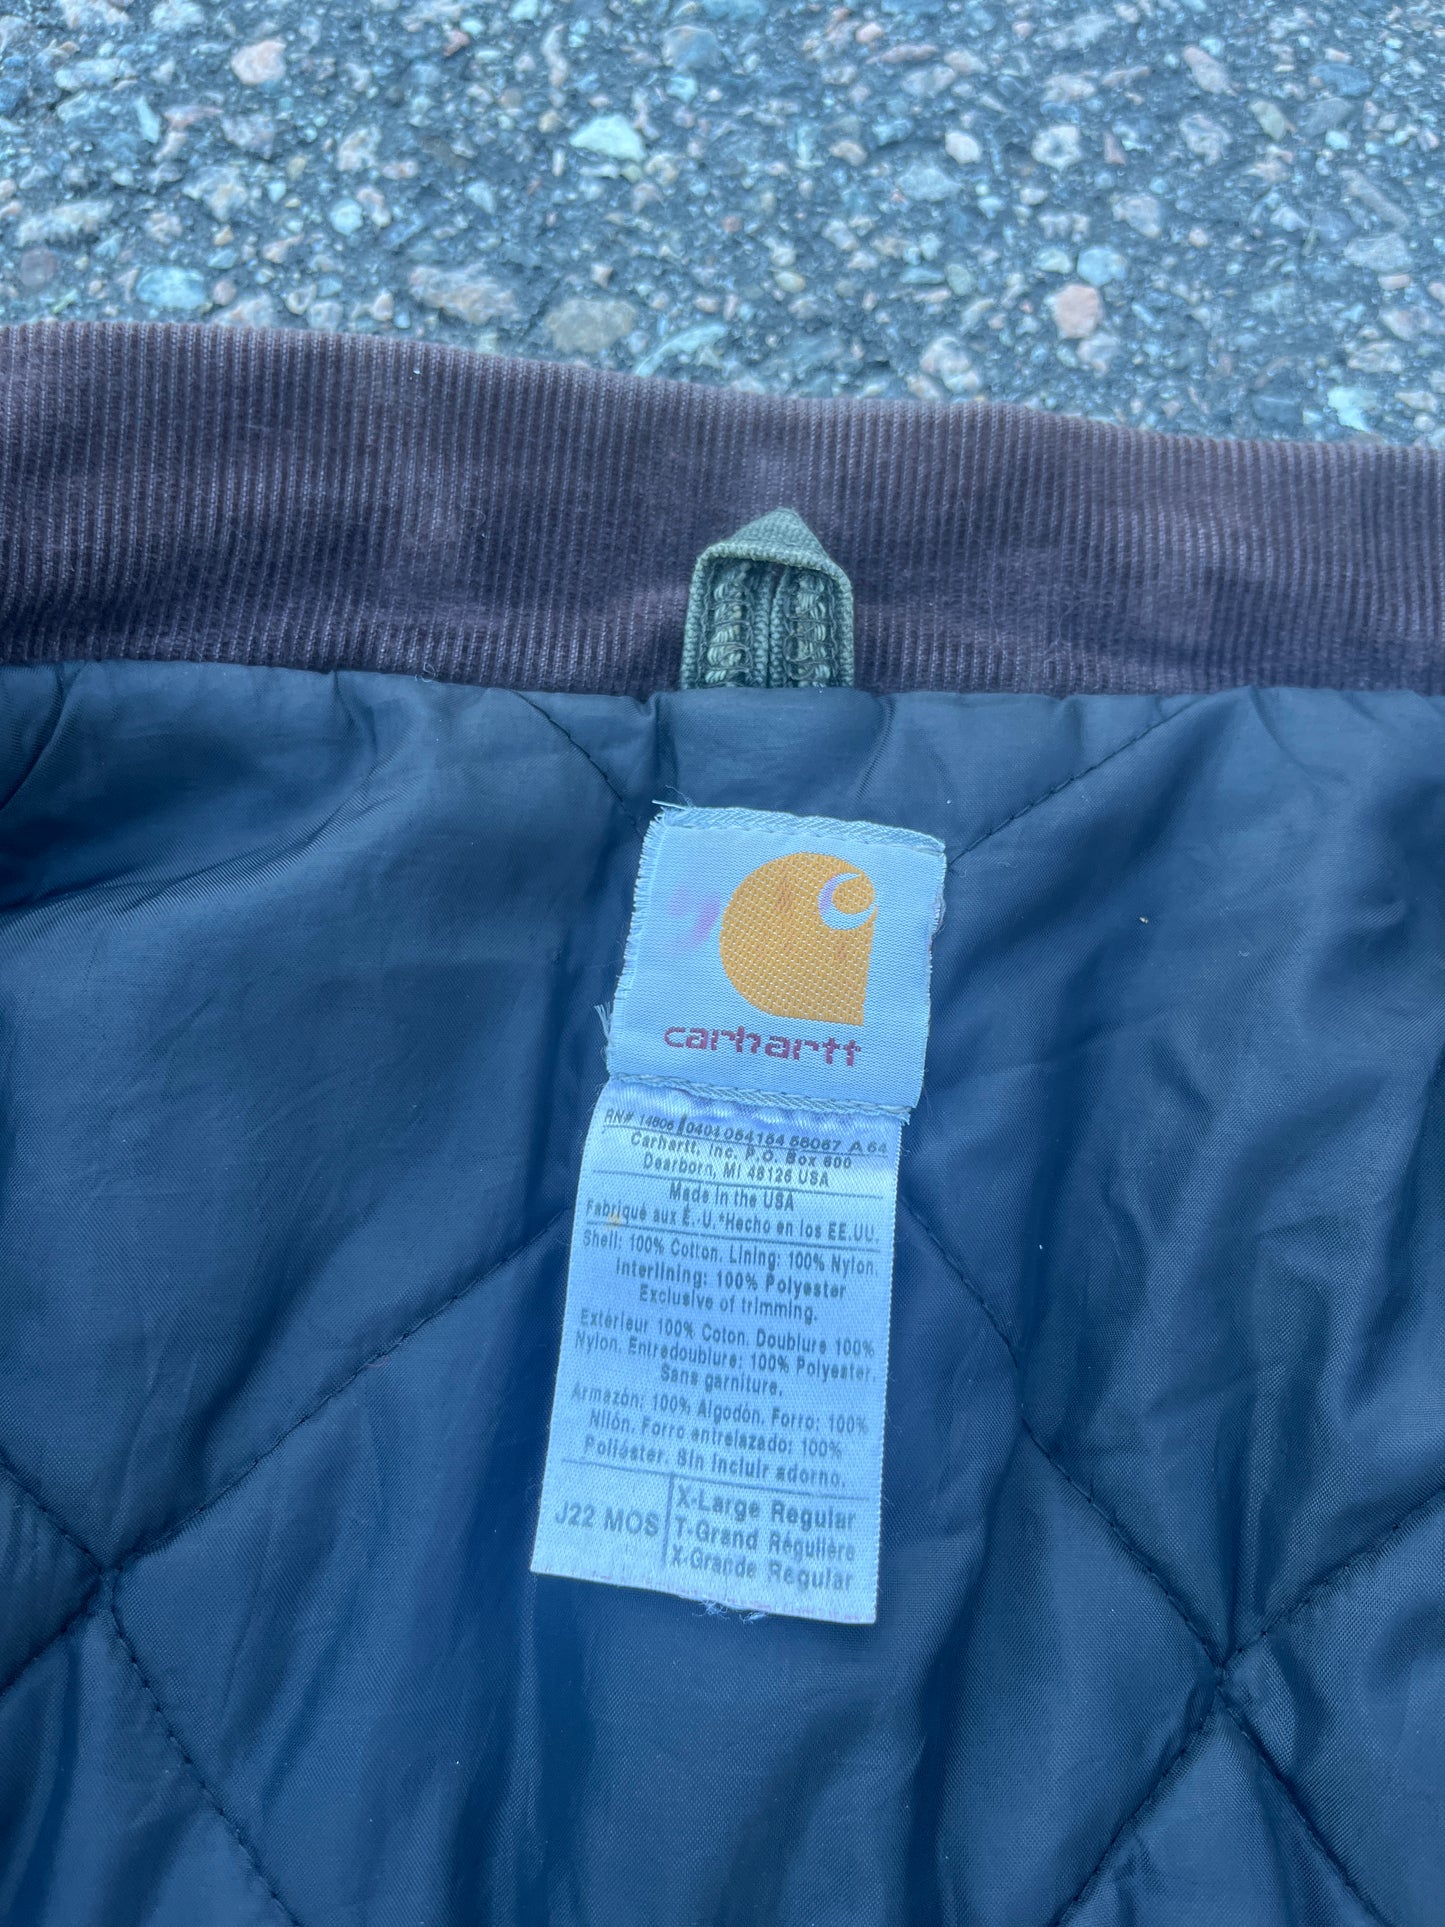 carhartt
RN# 14806 0404 054164 56087 A 64
Carhartt, Inc. P.O. Box 600
Dearborn, MI 48126 USA
Made in the USA
Fabriqué aux É.-U.*Hecho en los EE.UU.
Shell: 100% Cotton. Lining: 100% Nylon.
Interlining: 100% Polyester
Exclusive of trimming.
Extérieur 100% Coton. Doublure 100%
Nylon. Entredoublure: 100% Polyester.
Sans garniture.
Armazón: 100% Algodón. Forro: 100%
Nilón. Forro entrelazado: 100%
Poliéster. Sin incluir adorno.
J22 MOS
X-Large Regular
T-Grand Régulière
X-Grande Regular